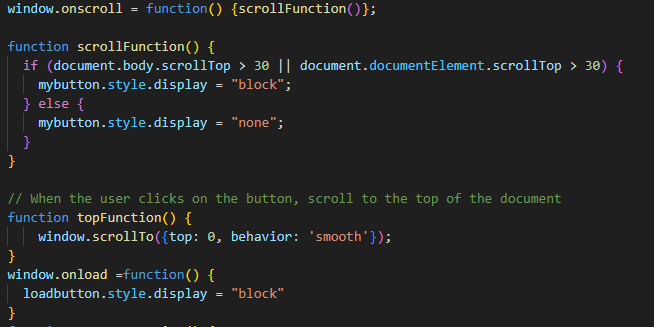 window.onscroll = function() {scrollFunction()};
function scrollFunction() {
if (document.body.scrollTop > 30 || document.documentElement.scrollTop > 30) {
mybutton.style.display = "block";
} else {
mybutton.style.display = "none";
}
}
// When the user clicks on the button, scroll to the top of the document
function topFunction() {
window.scrollTo({top: 0, behavior: 'smooth'});
}
window.onload =function() {
loadbutton.style.display = "block"
}